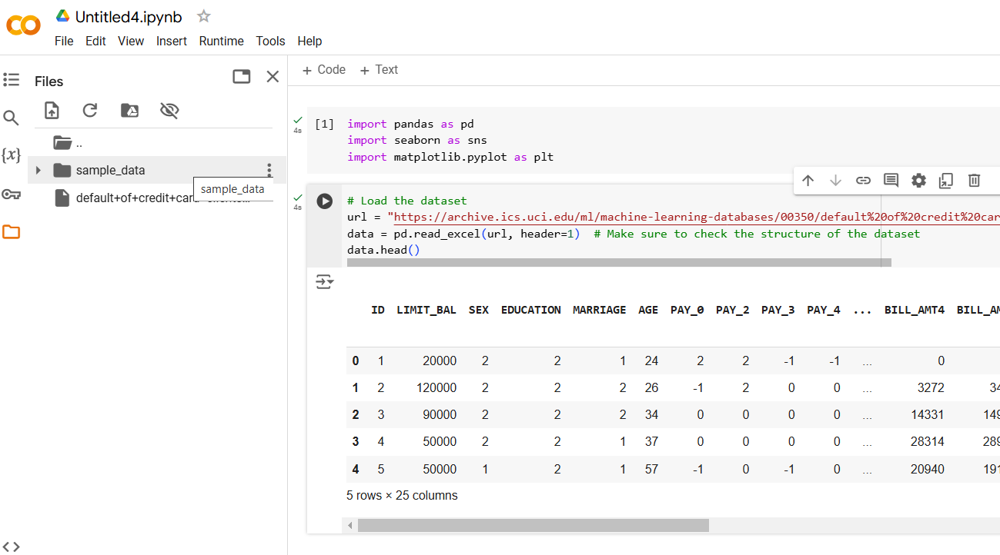 Untitled4.ipynb
File Edit View Insert Runtime Tools Help
Files
+ Code + Text
..
sample_data
sample_data
default+of+credit+card
4s
[1]
import pandas as pd
import seaborn as sns
import matplotlib.pyplot as plt
4s
# Load the dataset
url = "https://archive.ics.uci.edu/ml/machine-learning-databases/00350/default%20of%20credit%20car
data = pd.read_excel(url, header=1) # Make sure to check the structure of the dataset
data.head()
ID LIMIT_BAL SEX EDUCATION MARRIAGE AGE PAY_0 PAY_2 PAY_3 PAY_4 ... BILL_AMT4 BILL_AM
0 1 20000 2 2 1 24 2 2 -1 -1 ... 0
1 2 120000 2 2 2 26 -1 2 0 0 ... 3272 34
2 3 90000 2 2 2 34 0 0 0 0 ... 14331 149
3 4 50000 2 2 1 37 0 0 0 0 ... 28314 289
4 5 50000 1 2 1 57 -1 0 -1 0 ... 20940 191
5 rows × 25 columns